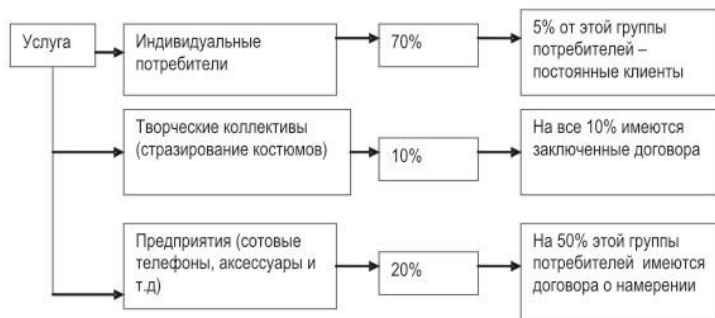 Услуга
Индивидуальные
потребители
70%
5% от этой группы
потребителей –
постоянные клиенты
Творческие коллективы
(стразирование костюмов)
10%
На все 10% имеются
заключенные договора
Предприятия (сотовые
телефоны, аксессуары и
т.д)
20%
На 50% этой группы
потребителей имеются
договора о намерении